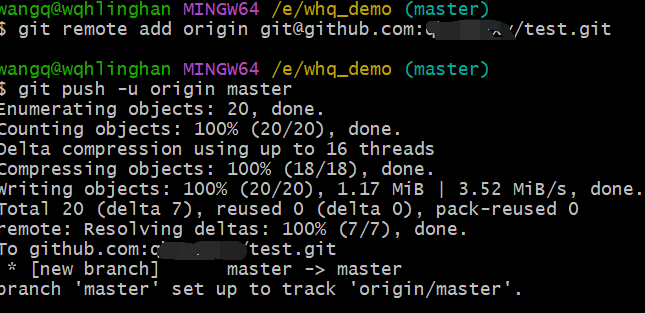 wangq@wqhlinghan MINGW64 /e/whq_demo (master)
$ git remote add origin git@github.com: /test.git
wangq@wqhlinghan MINGW64 /e/whq_demo (master)
$ git push -u origin master
Enumerating objects: 20, done.
Counting objects: 100% (20/20), done.
Delta compression using up to 16 threads
Compressing objects: 100% (18/18), done.
Writing objects: 100% (20/20), 1.17 MiB | 3.52 MiB/s, done.
Total 20 (delta 7), reused 0 (delta 0), pack-reused 0
remote: Resolving deltas: 100% (7/7), done.
To github.com: /test.git
* [new branch] master -> master
branch 'master' set up to track 'origin/master'.